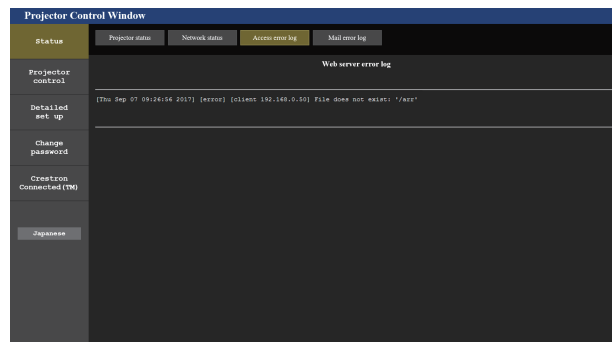 Projector Control Window
Status
Projector status
Network status
Access error log
Mail error log
Web server error log
Projector
control
[Thu Sep 07 09:26:56 2017] [error] [client 192.168.0.50] File does not exist: '/arr'
Detailed
set up
Change
password
Crestron
Connected(TM)
Japanese